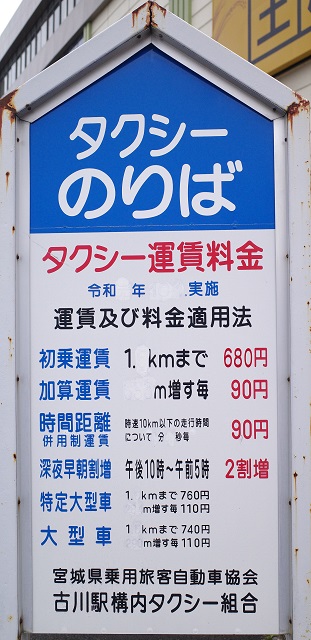 タクシー
のりば
タクシー運賃料金
令和 年 実施
運賃及び料金適用法
初乗運賃 1. kmまで 680円
加算運賃 m増す毎 90円
時間距離併用制運賃 時速10km以下の走行時間について 分 秒毎 90円
深夜早朝割増 午後10時～午前5時 2割増
特定大型車 1. kmまで760円
m増す毎110円
大型車 1. kmまで740円
m増す毎110円
宮城県乗用旅客自動車協会
古川駅構内タクシー組合